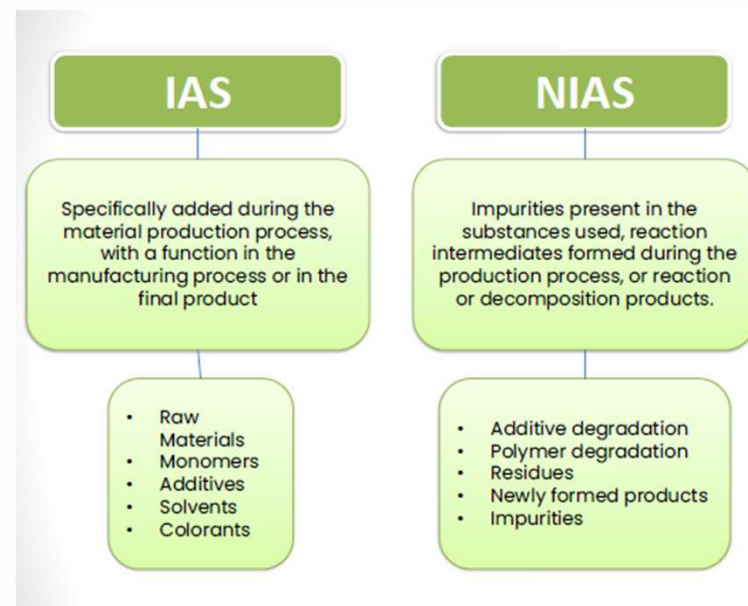 IAS
Specifically added during the
material production process,
with a function in the
manufacturing process or in the
final product
• Raw
Materials
• Monomers
• Additives
• Solvents
• Colorants
NIAS
Impurities present in the
substances used, reaction
intermediates formed during the
production process, or reaction
or decomposition products.
• Additive degradation
• Polymer degradation
• Residues
• Newly formed products
• Impurities